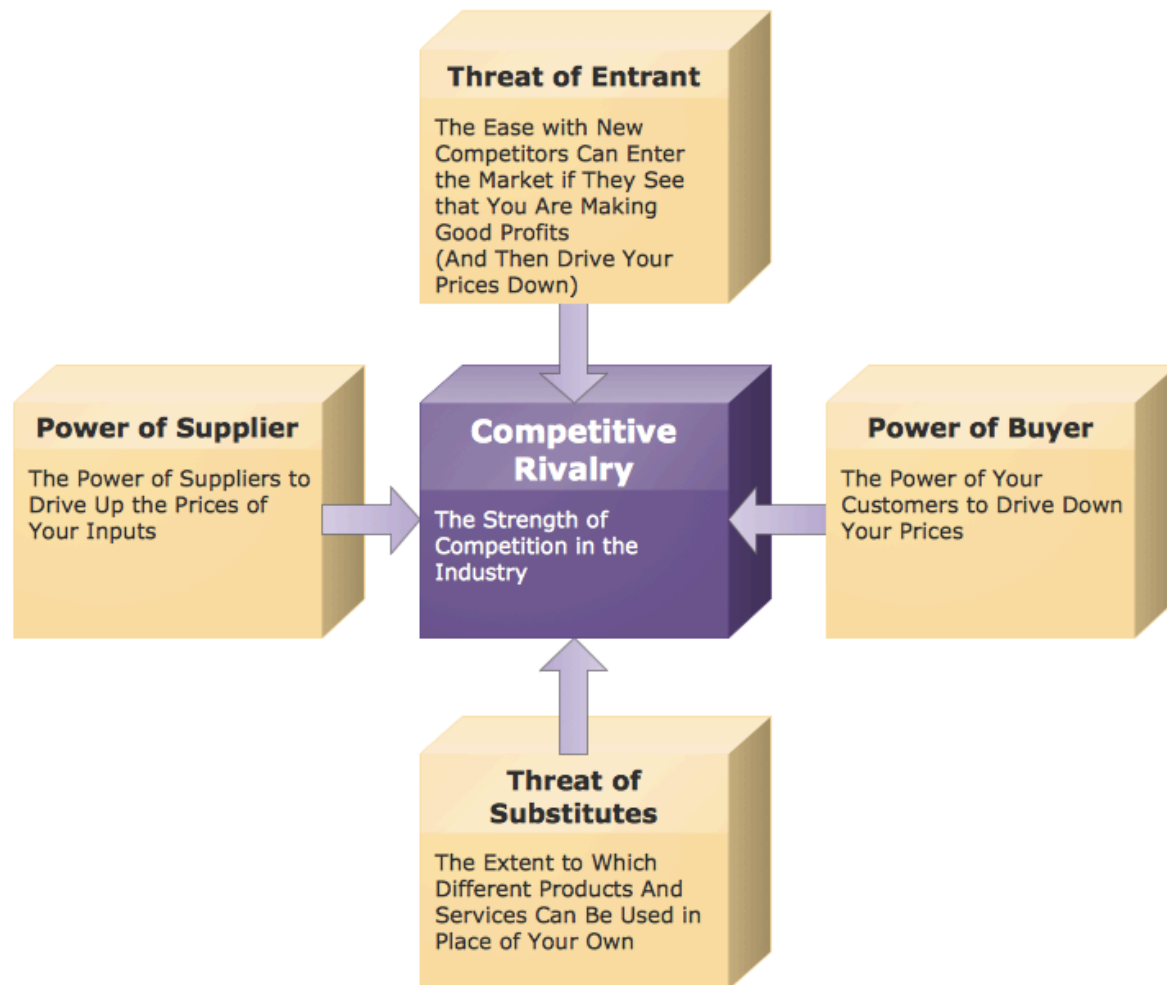 Threat of Entrant
The Ease with New
Competitors Can Enter
the Market if They See
that You Are Making
Good Profits
(And Then Drive Your
Prices Down)
Power of Supplier
The Power of Suppliers to
Drive Up the Prices of
Your Inputs
Competitive
Rivalry
The Strength of
Competition in the
Industry
Power of Buyer
The Power of Your
Customers to Drive Down
Your Prices
Threat of
Substitutes
The Extent to Which
Different Products And
Services Can Be Used in
Place of Your Own